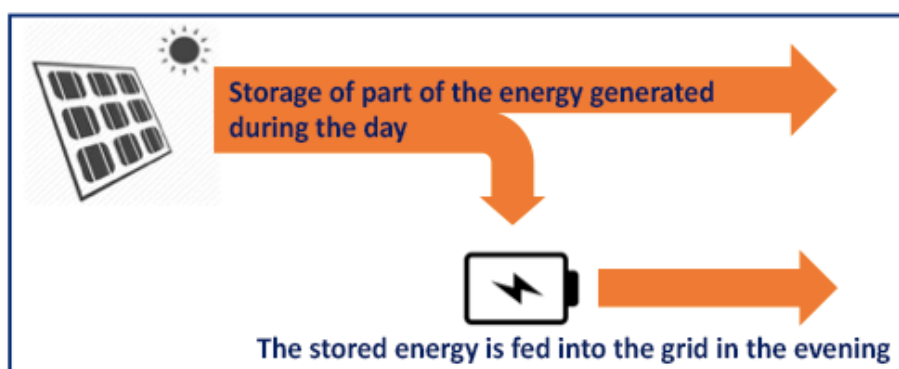 Storage of part of the energy generated
during the day
The stored energy is fed into the grid in the evening